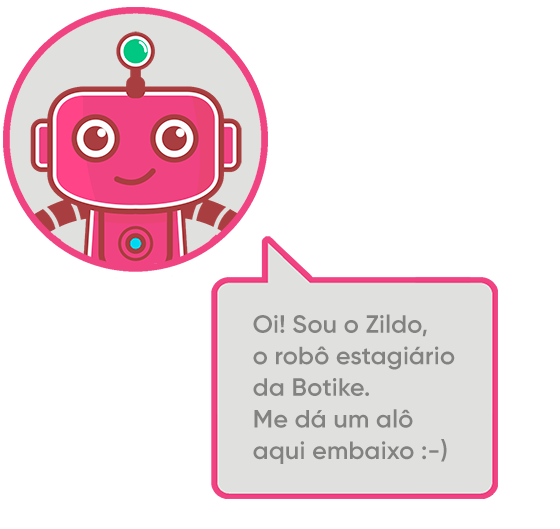 Oi! Sou o Zildo,
o robô estagiário
da Botike.
Me dá um alô
aqui embaixo :-)